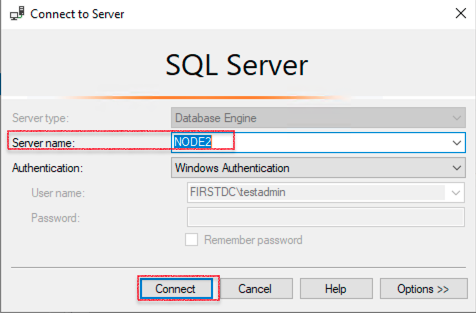 Connect to Server
SQL Server
Server type: Database Engine
Server name: NODE2
Authentication: Windows Authentication
User name: FIRSTDC\testadmin
Password:
Remember password
Connect Cancel Help Options >>